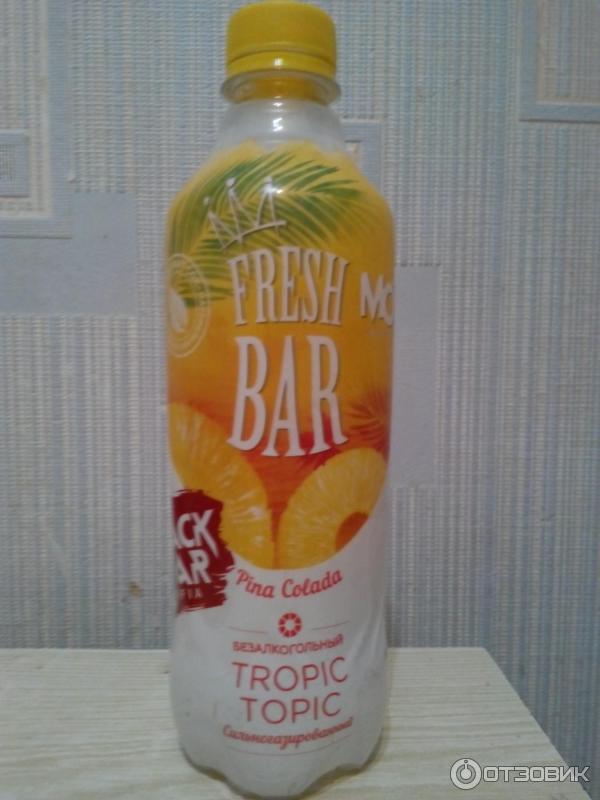 FRESH
BAR
Pina Colada
БЕЗАЛКОГОЛЬНЫЙ
TROPIC
TOPIC
Сильногазированный
ОТЗОВИК